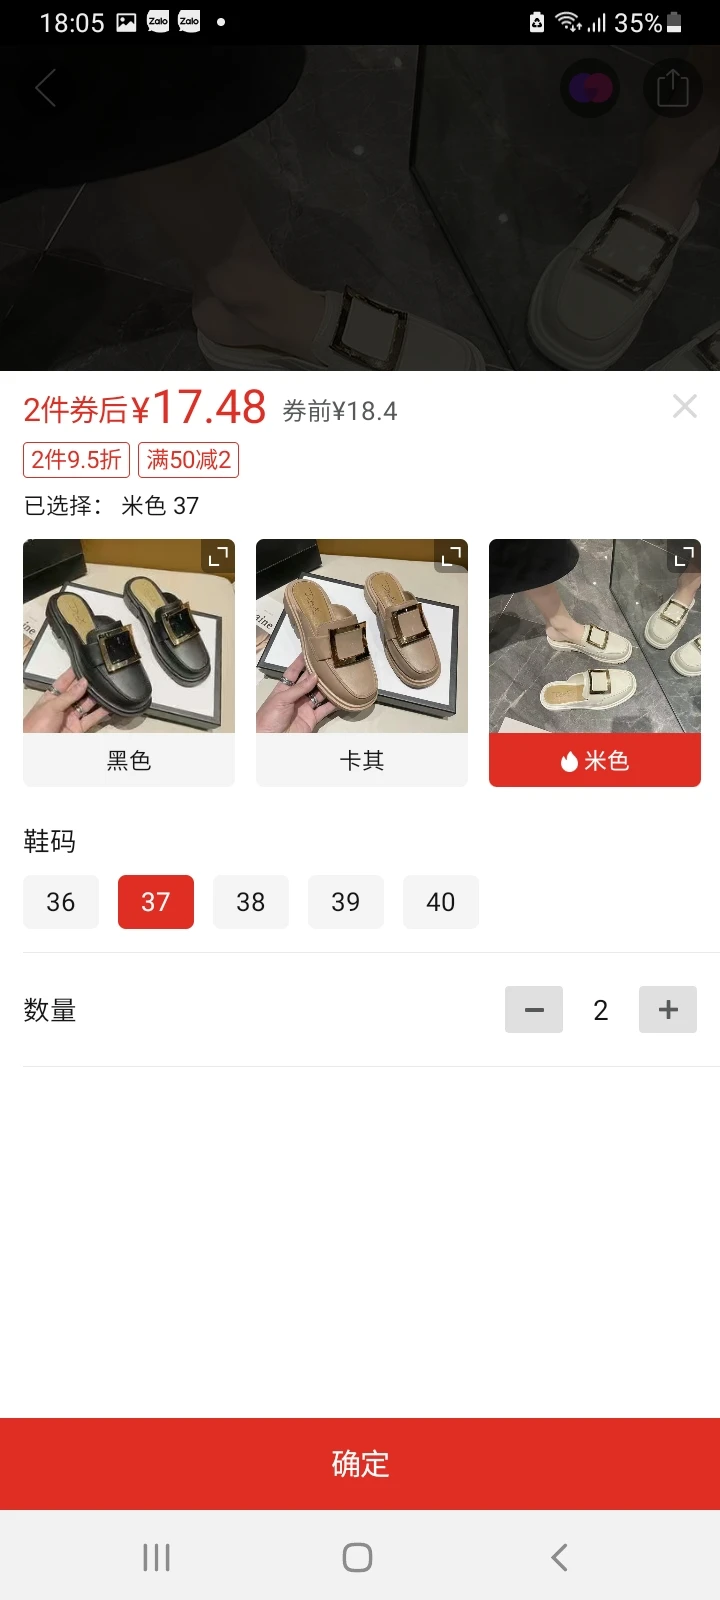 18:05 Zalo Zalo 35%
2件券后¥17.48 券前¥18.4
2件9.5折 满50减2
已选择： 米色 37
黑色 卡其 米色
鞋码
36 37 38 39 40
数量
2
确定